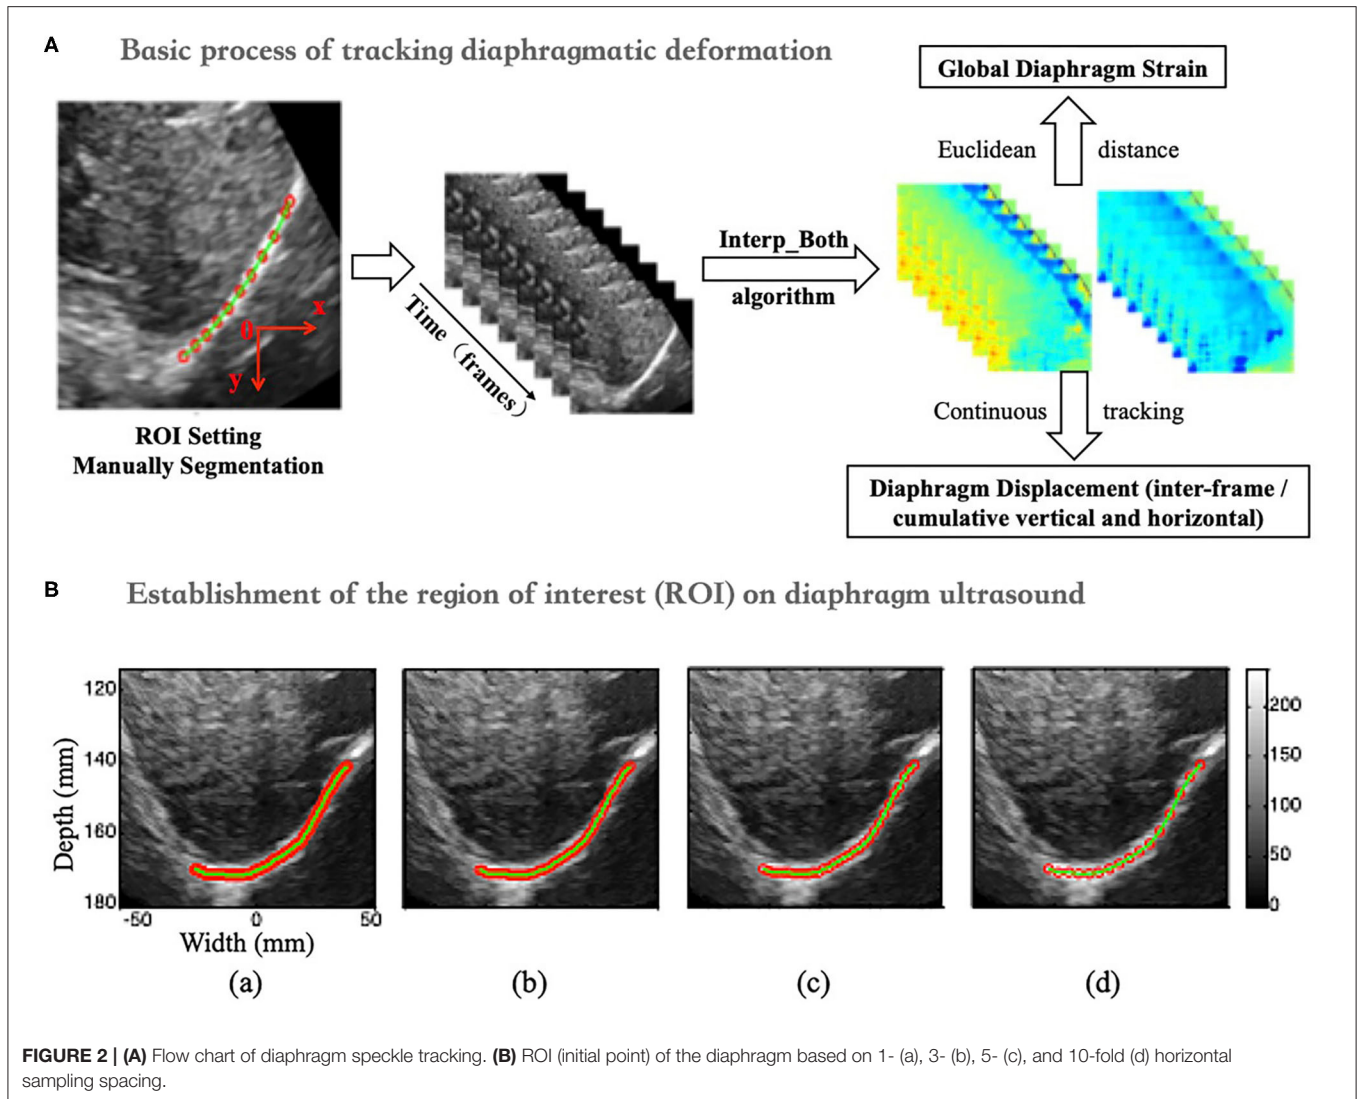 A
Basic process of tracking diaphragmatic deformation
Global Diaphragm Strain
Euclidean distance
Interp_Both
algorithm
Time (frames)
0
x
y
ROI Setting
Manually Segmentation
Continuous tracking
Diaphragm Displacement (inter-frame /
cumulative vertical and horizontal)
B
Establishment of the region of interest (ROI) on diaphragm ultrasound
Depth (mm)
120
140
160
180
-50 0 50
Width (mm)
200
150
100
50
0
(a) (b) (c) (d)
FIGURE 2 | (A) Flow chart of diaphragm speckle tracking. (B) ROI (initial point) of the diaphragm based on 1- (a), 3- (b), 5- (c), and 10-fold (d) horizontal
sampling spacing.